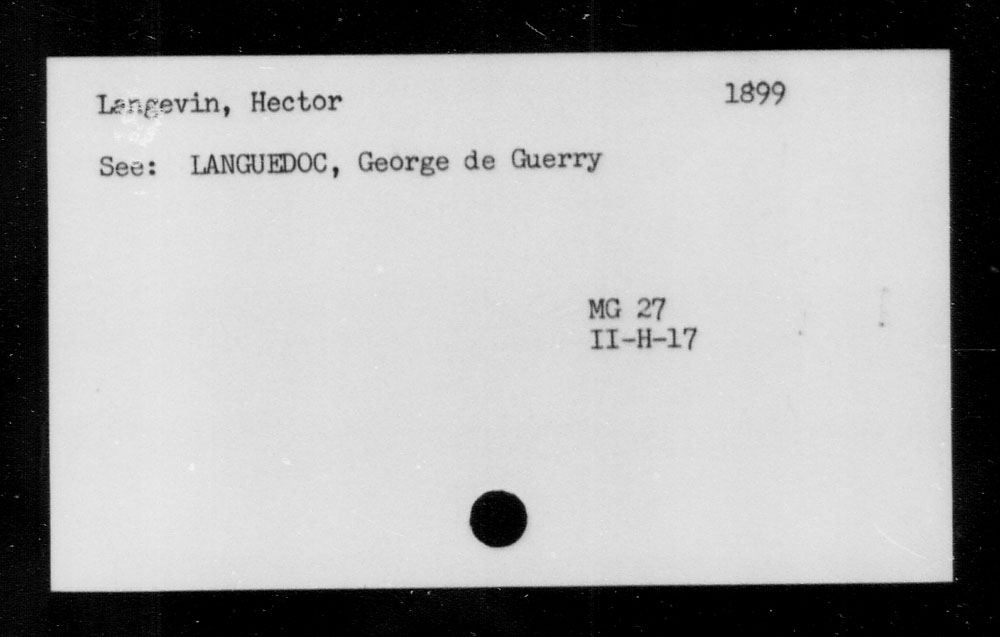 Langevin, Hector 1899
See: LANGUEDOC, George de Guerry
MG 27
II-H-17